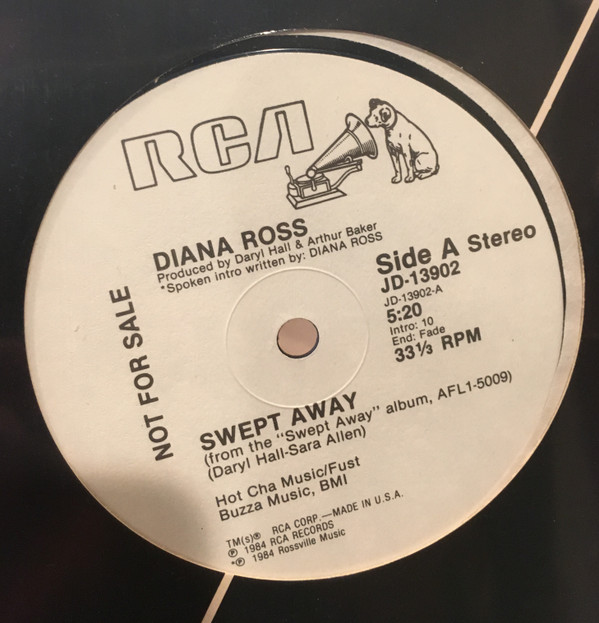 RCA
DIANA ROSS
Produced by Daryl Hall & Arthur Baker
*Spoken intro written by: DIANA ROSS
Side A Stereo
JD-13902
JD-13902-A
5:20
Intro: 10
End: Fade
33⅓ RPM
NOT FOR SALE
SWEPT AWAY
(from the "Swept Away" album, AFL1-5009)
(Daryl Hall-Sara Allen)
Hot Cha Music/Fust
Buzza Music, BMI
TM(s)® RCA CORP.—MADE IN U.S.A.
℗ 1984 RCA RECORDS
*℗ 1984 Rossville Music